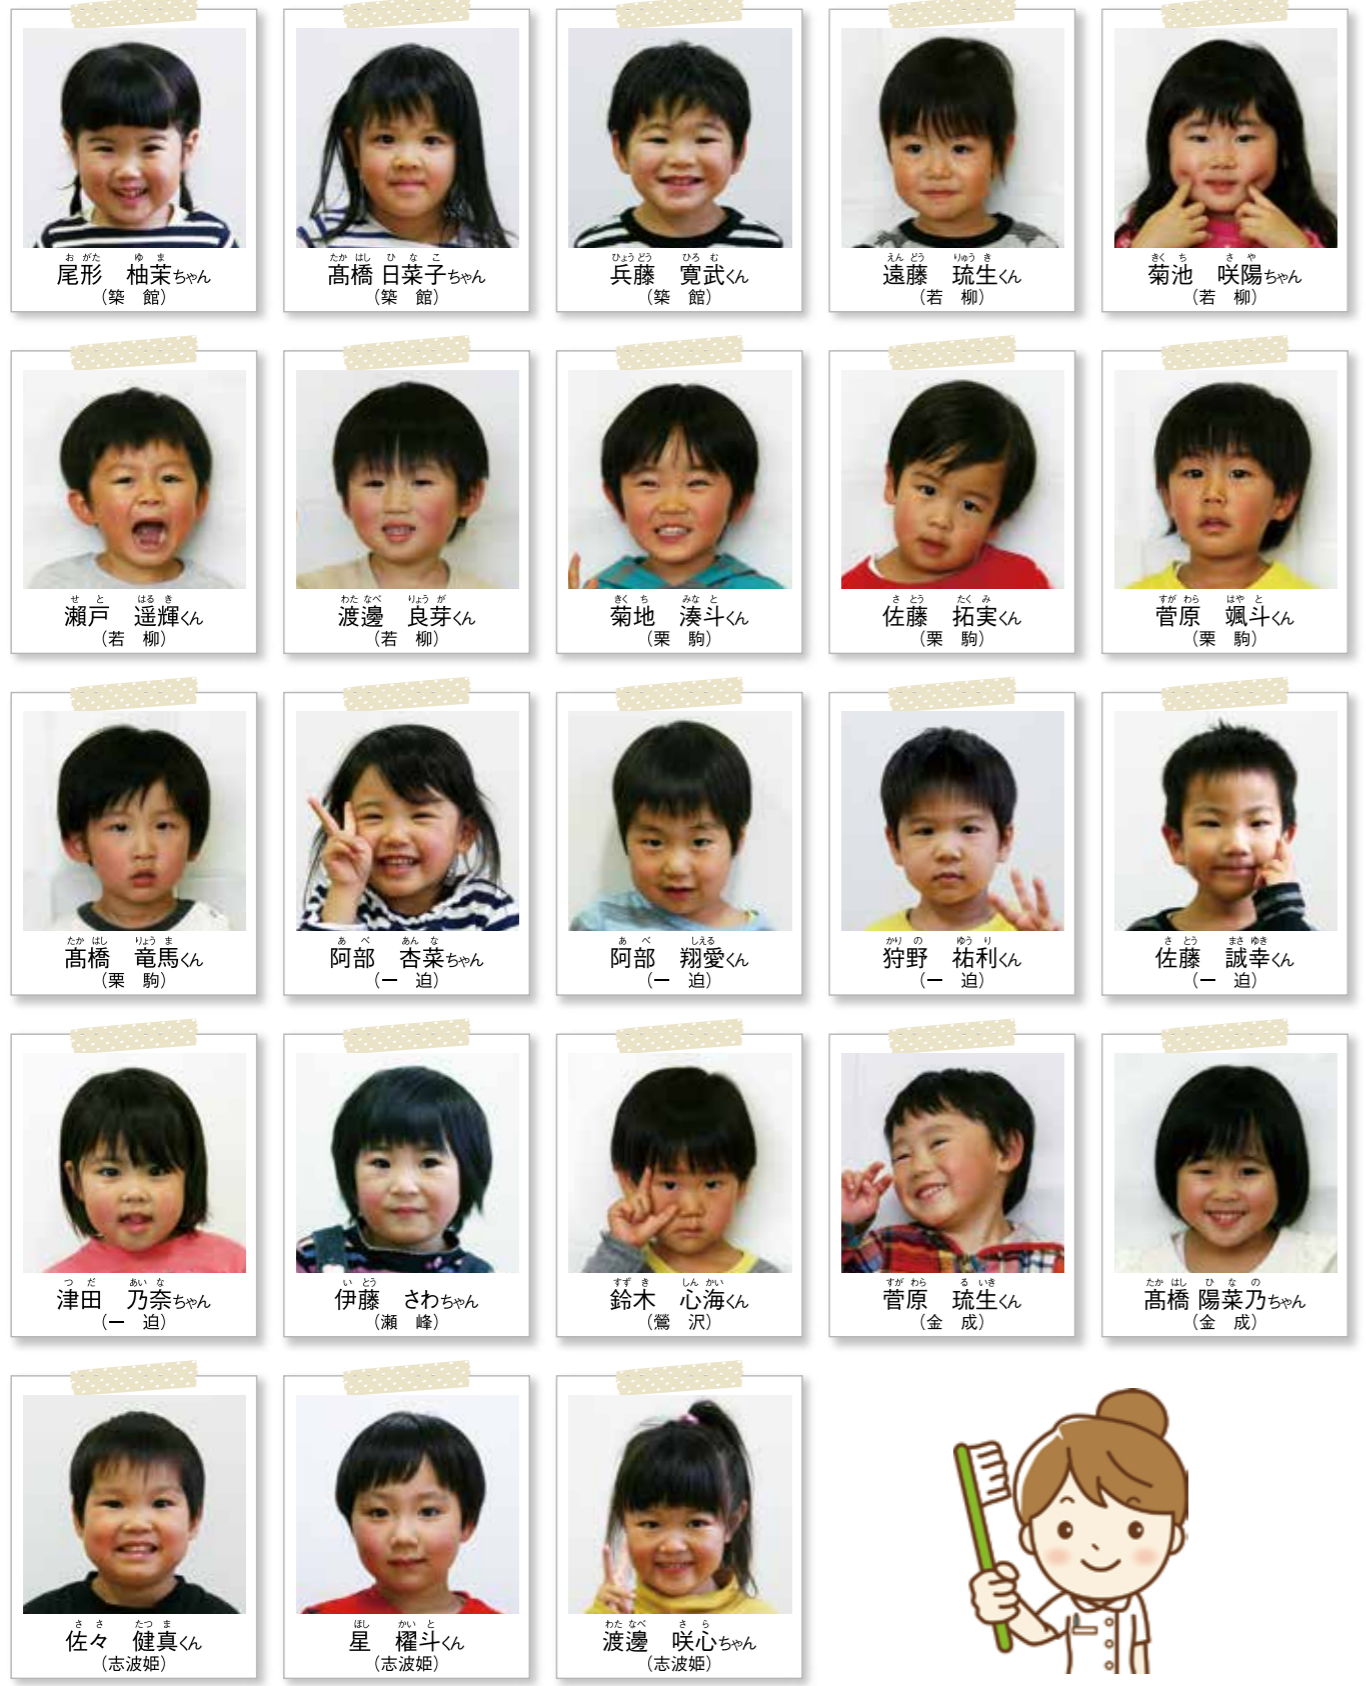 お がた ゆ ま
尾形 柚茉ちゃん
（築 館）
たか はし ひ な こ
髙橋 日菜子ちゃん
（築 館）
ひょう どう ひろ む
兵藤 寛武くん
（築 館）
えん どう りゅう き
遠藤 琉生くん
（若 柳）
きく ち さ や
菊池 咲陽ちゃん
（若 柳）
せ と はる き
瀬戸 遥輝くん
（若 柳）
わた なべ りょう が
渡邊 良芽くん
（若 柳）
きく ち みな と
菊地 湊斗くん
（栗 駒）
さ とう たく み
佐藤 拓実くん
（栗 駒）
すが わら はや と
菅原 颯斗くん
（栗 駒）
たか はし りょう ま
髙橋 竜馬くん
（栗 駒）
あ べ あん な
阿部 杏菜ちゃん
（一 迫）
あ べ しえる
阿部 翔愛くん
（一 迫）
かり の ゆう り
狩野 祐利くん
（一 迫）
さ とう まさ ゆき
佐藤 誠幸くん
（一 迫）
つ だ あい な
津田 乃奈ちゃん
（一 迫）
い とう
伊藤 さわちゃん
（瀬 峰）
すず き しん かい
鈴木 心海くん
（鶯 沢）
すが わら る いき
菅原 琉生くん
（金 成）
たか はし ひ な の
髙橋 陽菜乃ちゃん
（金 成）
さ さ たつ ま
佐々 健真くん
（志波姫）
ほし かい と
星 櫂斗くん
（志波姫）
わた なべ さ ら
渡邊 咲心ちゃん
（志波姫）